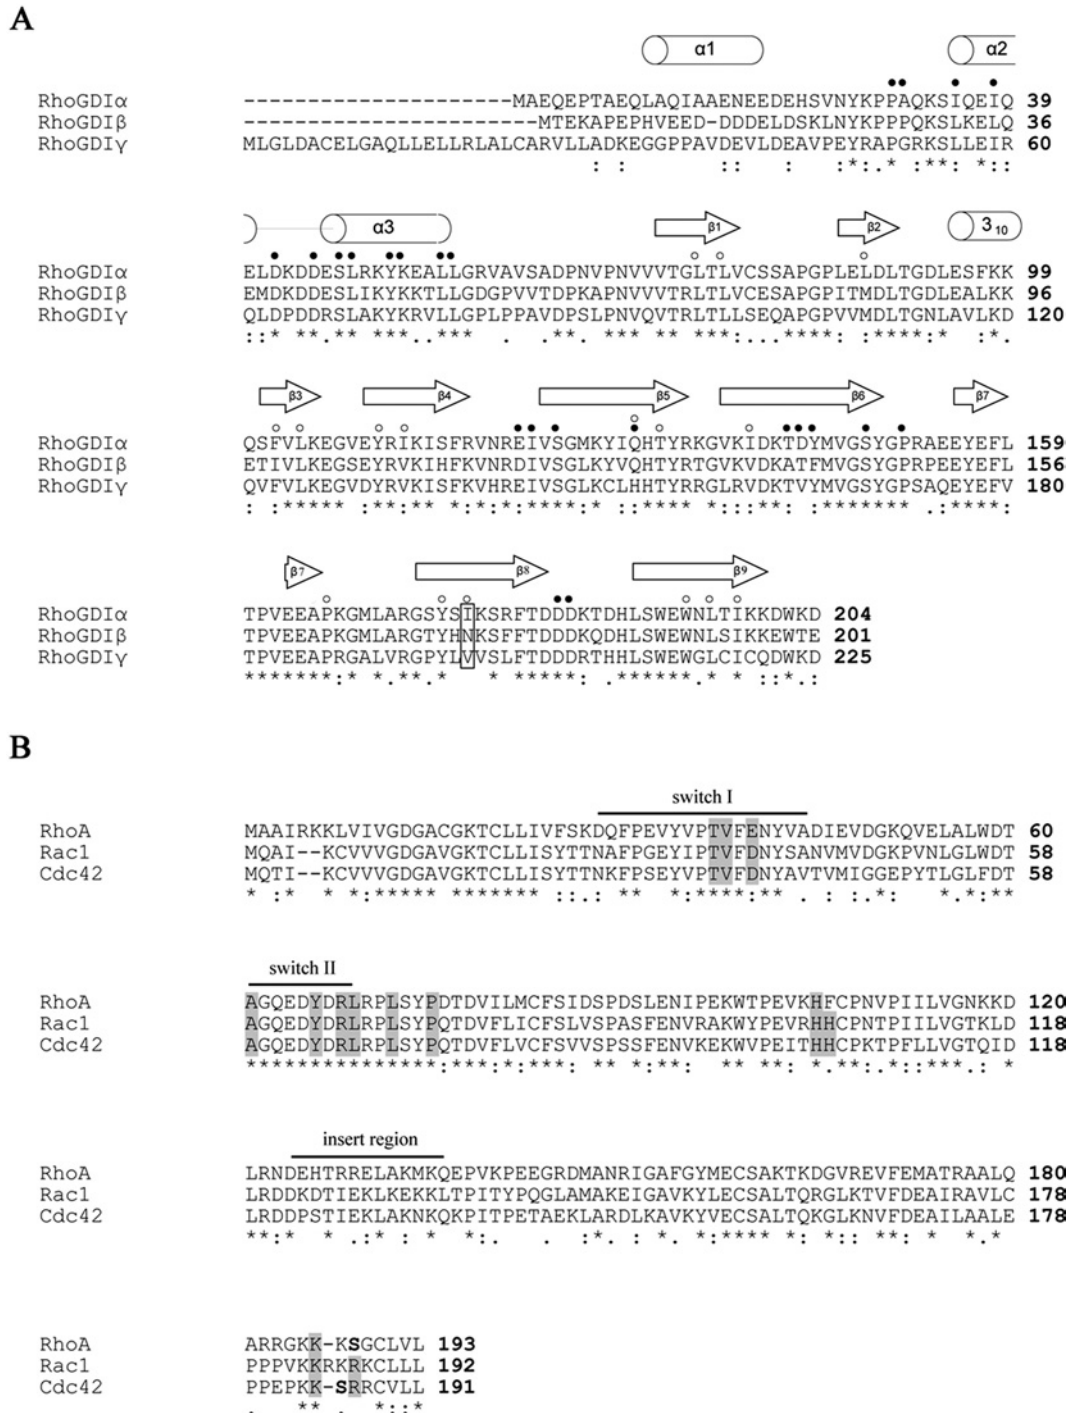 A
α1 α2
RhoGDIα ---------------------MAEQEPTAEQLAQIAAENEEDEHSVNYKPPAQKSIQEIQ 39
RhoGDIβ -----------------------MTEKAPEPHVEED-DDDELDSKLNYKPPPQKSLKELQ 36
RhoGDIγ MLGLDACELGAQLLELLRLALCARVLLADKEGGPPAVDEVLDEAVPEYRAPGRKSLLEIR 60
α3 β1 β2 3 10
RhoGDIα ELDKDDESLRKYKEALLGRVAVSADPNVPNVVVTGLTLVCSSAPGPLELDLTGDLESFKK 99
RhoGDIβ EMDKDDESLIKYKKTLLGDGPVVTDPKAPNVVVTRLTLVCESAPGPITMDLTGDLEALKK 96
RhoGDIγ QLDPDDRSLAKYKRVLLGPLPPAVDPSLPNVQVTRLTLLSEQAPGPVVMDLTGNLAVLKD 120
β3 β4 β5 β6 β7
RhoGDIα QSFVLKEGVEYRIKISFRVNREIVSGMKYIQHTYRKGVKIDKTDYMVGSYGPRAEEYEFL 159
RhoGDIβ ETIVLKEGSEYRVKIHFKVNRDIVSGLKYVQHTYRTGVKVDKATFMVGSYGPRPEEYEFL 156
RhoGDIγ QVFVLKEGVDYRVKISFKVHREIVSGLKCLHHTYRRGLRVDKTVYMVGSYGPSAQEYEFV 180
β7 β8 β9
RhoGDIα TPVEEAPKGMLARGSYSIKSRFTDDDKTDHLSWEWNLTIKKDWKD 204
RhoGDIβ TPVEEAPKGMLARGTYHNKSFFTDDDKQDHLSWEWNLSIKKEWTE 201
RhoGDIγ TPVEEAPRGALVRGPYLVVSLFTDDDRTHHLSWEWGLCICQDWKD 225
B
switch I
RhoA MAAIRKKLVIVGDGACGKTCLLIVFSKDQFPEVYVPTVFENYVADIEVDGKQVELALWDT 60
Rac1 MQAI--KCVVVGDGAVGKTCLLISYTTNAFPGEYIPTVFDNYSANVMVDGKPVNLGLWDT 58
Cdc42 MQTI--KCVVVGDGAVGKTCLLISYTTNKFPSEYVPTVFDNYAVTVMIGGEPYTLGLFDT 58
switch II
RhoA AGQEDYDRLRPLSYPDTDVILMCFSIDSPDSLENIPEKWTPEVKHFCPNVPIILVGNKKD 120
Rac1 AGQEDYDRLRPLSYPQTDVFLICFSLVSPASFENVRAKWYPEVRHHCPNTPIILVGTKLD 118
Cdc42 AGQEDYDRLRPLSYPQTDVFLVCFSVVSPSSFENVKEKWVPEITHHCPKTPFLLVGTQID 118
insert region
RhoA LRNDEHTRRELAKMKQEPVKPEEGRDMANRIGAFGYMECSAKTKDGVREVFEMATRAALQ 180
Rac1 LRDDKDTIEKLKEKKLTPITYPQGLAMAKEIGAVKYLECSALTQRGLKTVFDEAIRAVLC 178
Cdc42 LRDDPSTIEKLAKNKQKPITPETAEKLARDLKAVKYVECSALTQKGLKNVFDEAILAALE 178
RhoA ARRGKK-KSGCLVL 193
Rac1 PPPVKKRKRKCLLL 192
Cdc42 PPEPKK-SRRCVLL 191